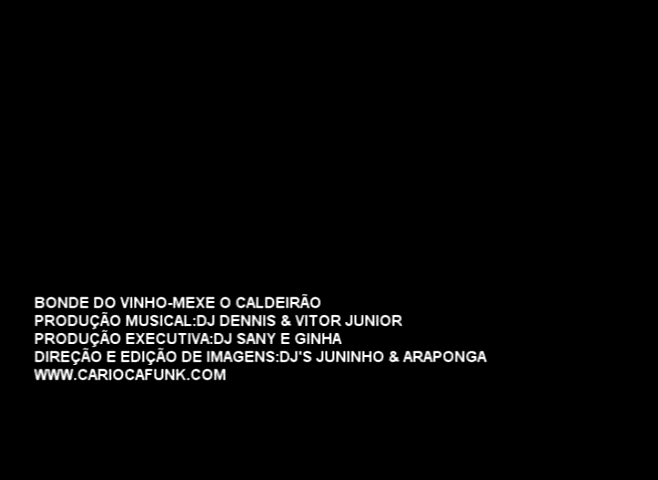 BONDE DO VINHO-MEXE O CALDEIRÃO
PRODUÇÃO MUSICAL:DJ DENNIS & VITOR JUNIOR
PRODUÇÃO EXECUTIVA:DJ SANY E GINHA
DIREÇÃO E EDIÇÃO DE IMAGENS:DJ'S JUNINHO & ARAPONGA
WWW.CARIOCAFUNK.COM